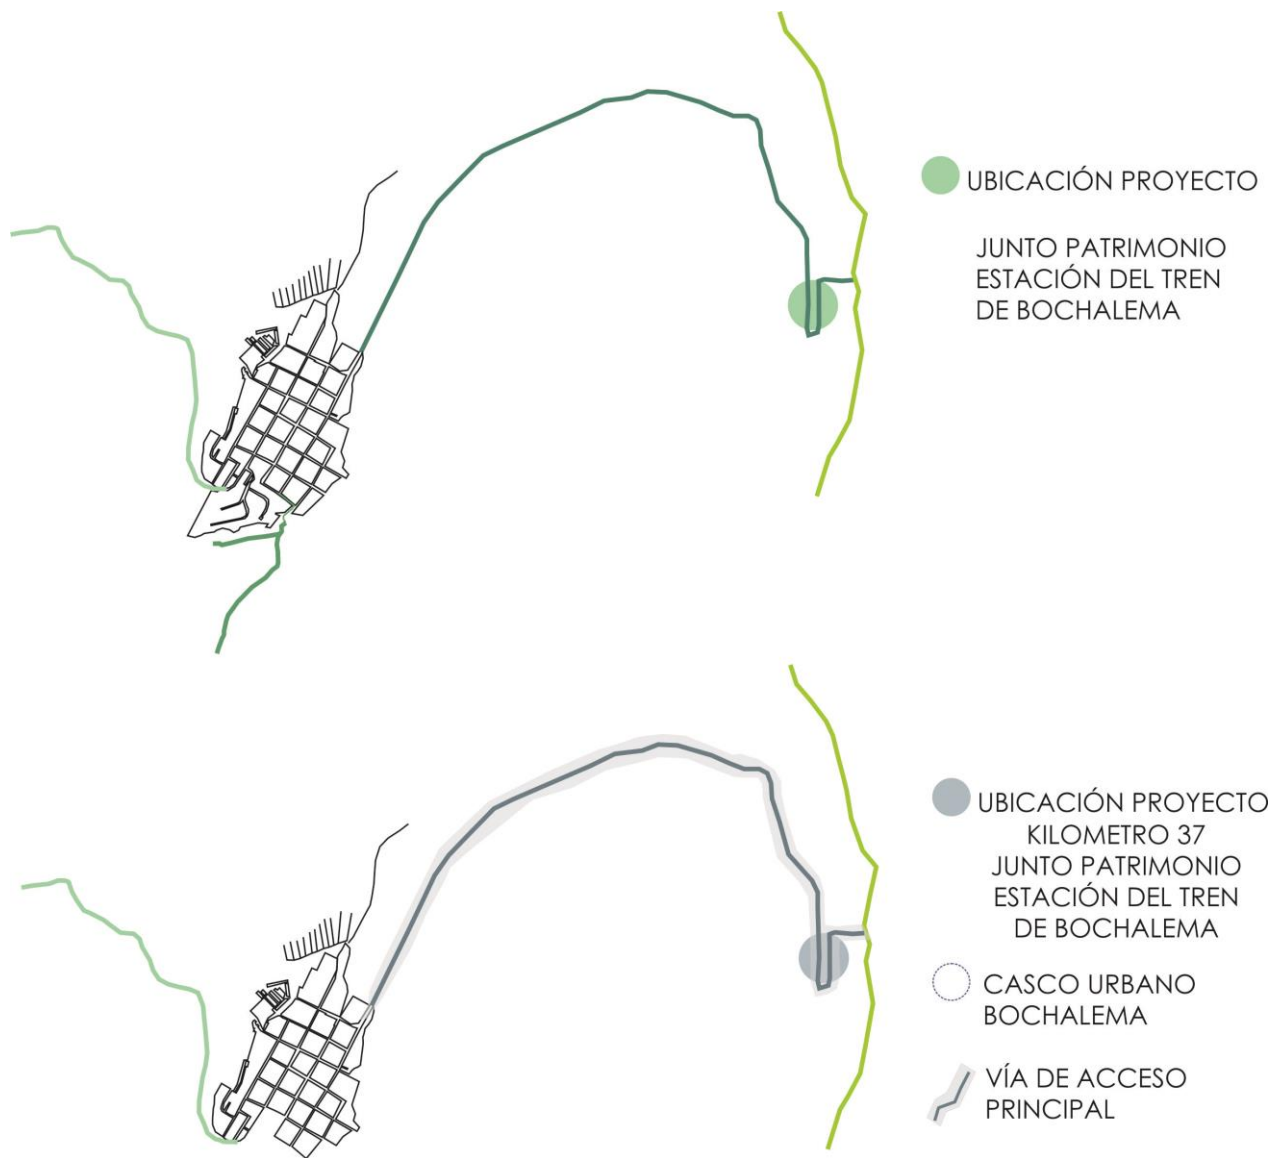 UBICACIÓN PROYECTO
JUNTO PATRIMONIO
ESTACIÓN DEL TREN
DE BOCHALEMA
UBICACIÓN PROYECTO
KILOMETRO 37
JUNTO PATRIMONIO
ESTACIÓN DEL TREN
DE BOCHALEMA
CASCO URBANO
BOCHALEMA
VÍA DE ACCESO
PRINCIPAL